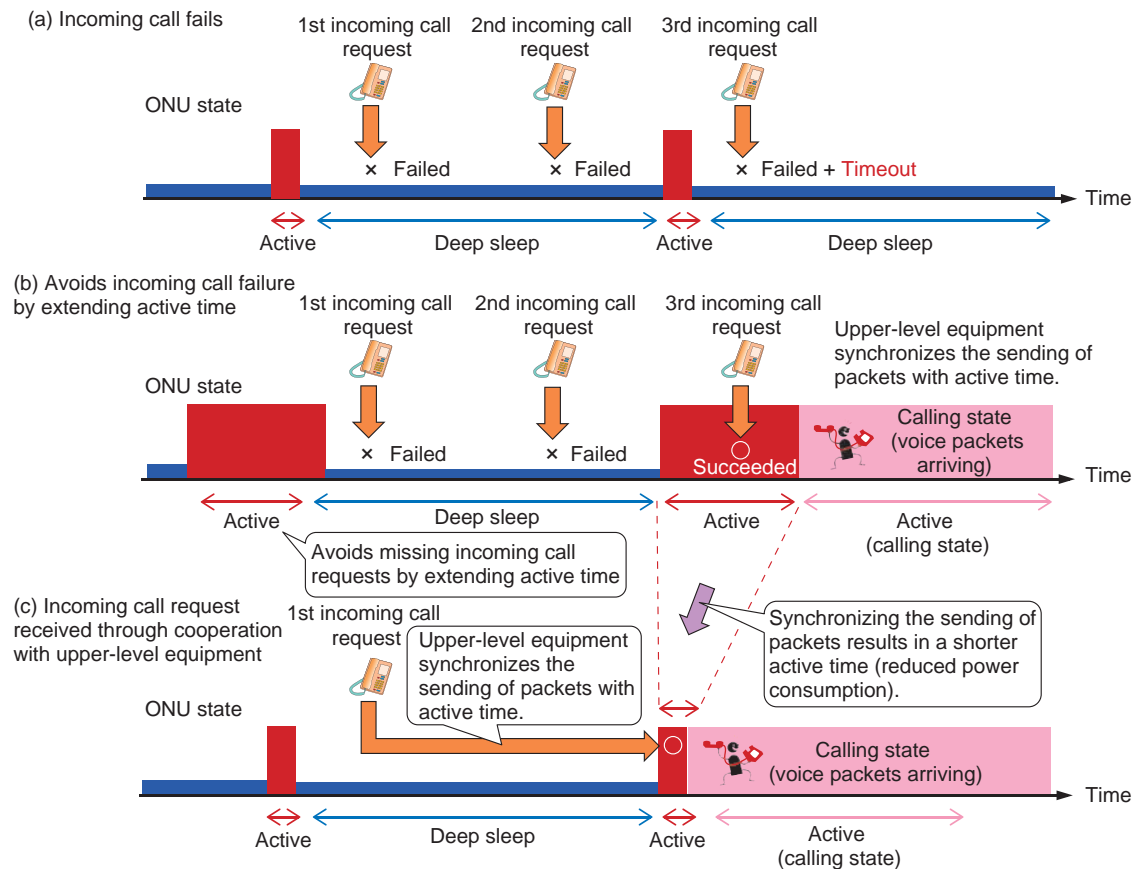 (a) Incoming call fails
1st incoming call
request
2nd incoming call
request
3rd incoming call
request
ONU state
× Failed
× Failed
× Failed + Timeout
Time
Active
Deep sleep
Active
Deep sleep
(b) Avoids incoming call failure
by extending active time
1st incoming call
request
2nd incoming call
request
3rd incoming call
request
Upper-level equipment
synchronizes the sending of
packets with active time.
ONU state
× Failed
× Failed
Succeeded
Calling state
(voice packets
arriving)
Time
Active
Deep sleep
Active
Active
(calling state)
Avoids missing incoming call
requests by extending active time
(c) Incoming call request
received through cooperation
with upper-level equipment
1st incoming call
request
Upper-level equipment
synchronizes the
sending of packets with
active time.
Synchronizing the sending of
packets results in a shorter
active time (reduced power
consumption).
ONU state
Calling state
(voice packets arriving)
Time
Active
Deep sleep
Active
Active
(calling state)